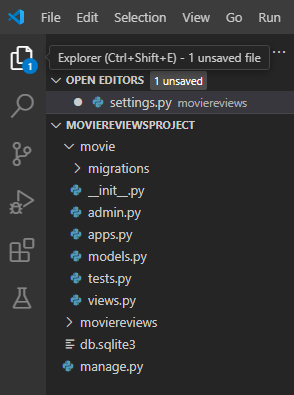 File Edit Selection View Go Run
Explorer (Ctrl+Shift+E) - 1 unsaved file
1
OPEN EDITORS 1 unsaved
settings.py moviereviews
MOVIEREVIEWSPROJECT
movie
migrations
__init__.py
admin.py
apps.py
models.py
tests.py
views.py
moviereviews
db.sqlite3
manage.py